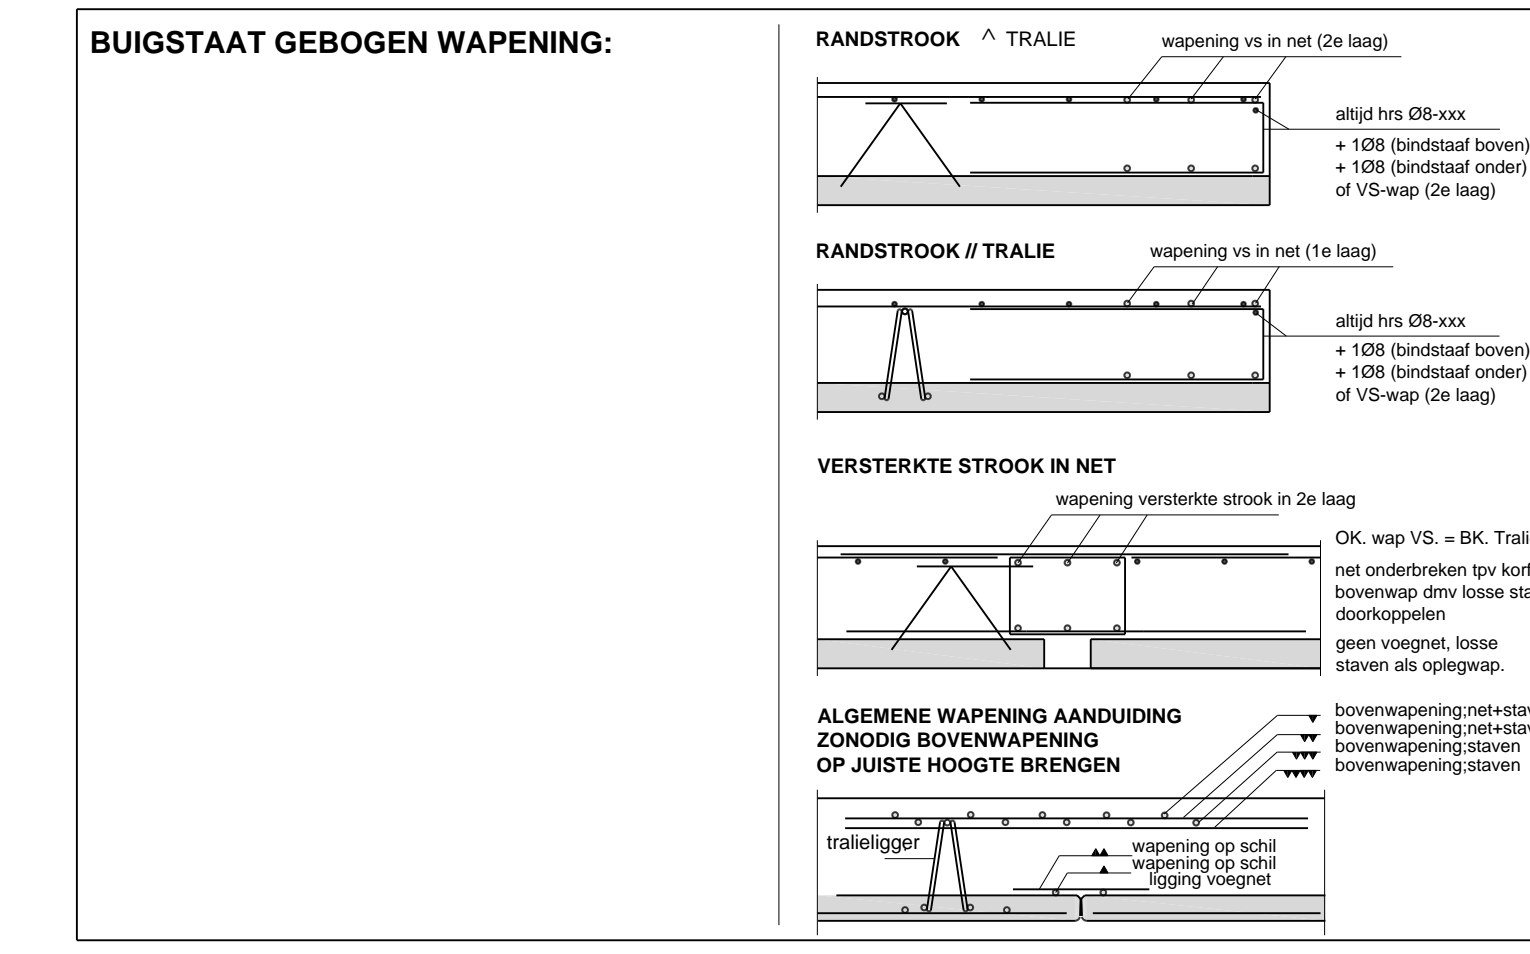 BUIGSTAAT GEBOGEN WAPENING:
RANDSTROOK ^ TRALIE
wapening vs in net (2e laag)
altijd hrs Ø8-xxx
+ 1Ø8 (bindstaaf boven)
+ 1Ø8 (bindstaaf onder)
of VS-wap (2e laag)
RANDSTROOK // TRALIE
wapening vs in net (1e laag)
altijd hrs Ø8-xxx
+ 1Ø8 (bindstaaf boven)
+ 1Ø8 (bindstaaf onder)
of VS-wap (2e laag)
VERSTERKTE STROOK IN NET
wapening versterkte strook in 2e laag
OK. wap VS. = BK. Trali
net onderbreken tpv korf
bovenwap dmv losse sta
doorkoppelen
geen voegnet, losse
staven als oplegwap.
ALGEMENE WAPENING AANDUIDING
ZONODIG BOVENWAPENING
OP JUISTE HOOGTE BRENGEN
bovenwapening;net+stav
bovenwapening;net+stav
bovenwapening;staven
bovenwapening;staven
tralieligger
wapening op schil
wapening op schil
ligging voegnet